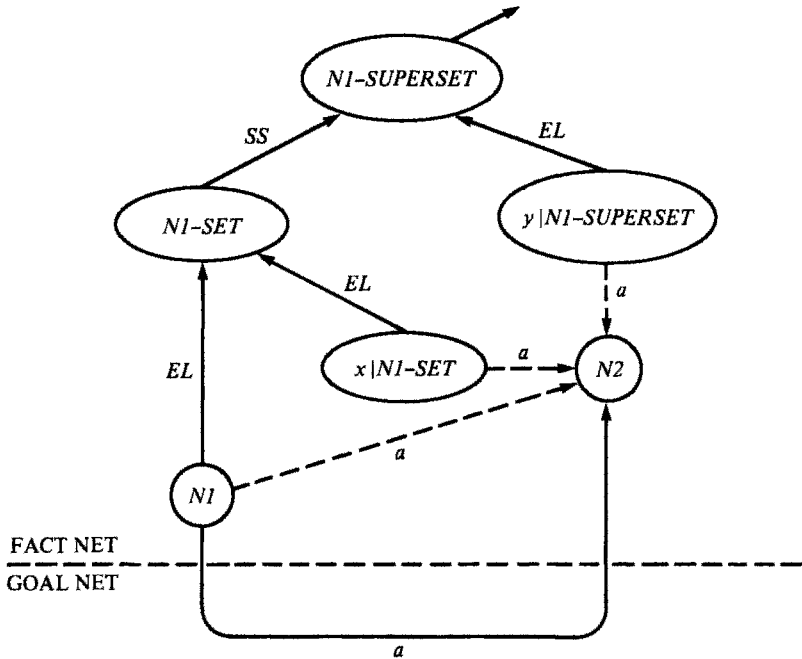 N1-SUPERSET
SS
EL
N1-SET
y|N1-SUPERSET
EL
a
EL
x|N1-SET
a
N2
a
N1
FACT NET
GOAL NET
a